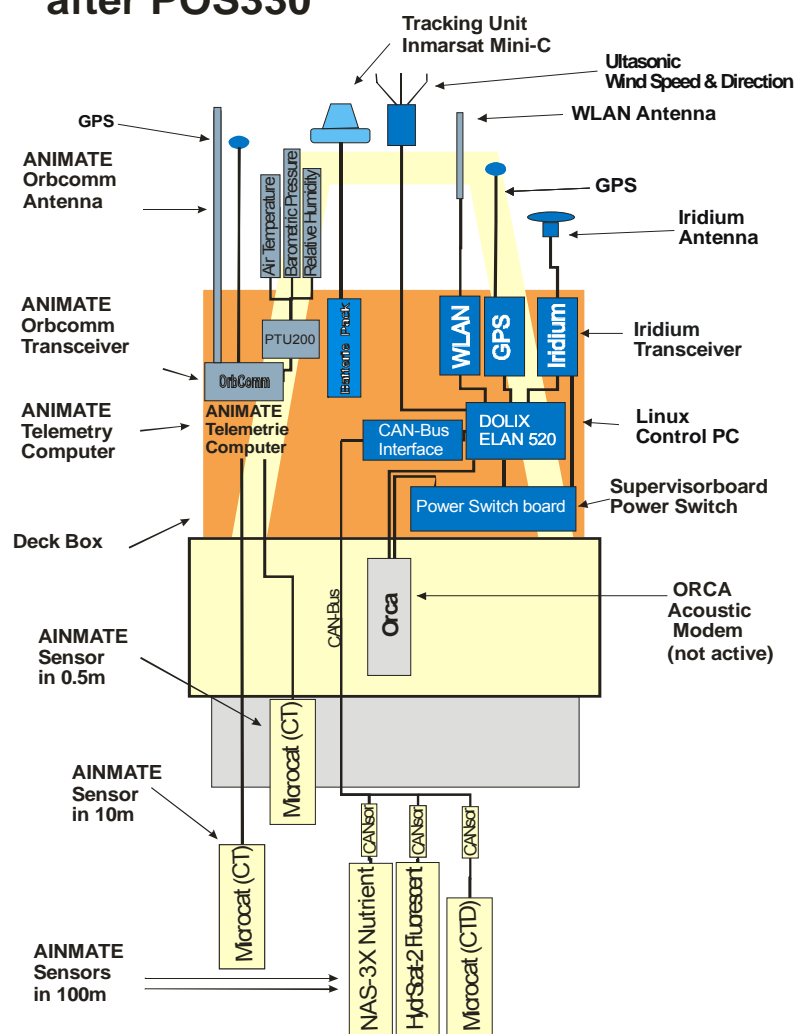 after POS330
Tracking Unit
Inmarsat Mini-C
Ultasonic
Wind Speed & Direction
GPS
WLAN Antenna
ANIMATE
Orbcomm
Antenna
GPS
Iridium
Antenna
Air Temperature
Barometric Pressure
Relative Humidity
ANIMATE
Orbcomm
Transceiver
PTU200
Batterie Pack
WLAN
GPS
Iridium
Iridium
Transceiver
OrbComm
ANIMATE
Telemetry
Computer
ANIMATE
Telemetrie
Computer
CAN-Bus
Interface
DOLIX
ELAN 520
Linux
Control PC
Power Switch board
Supervisorboard
Power Switch
Deck Box
CAN-Bus
Orca
ORCA
Acoustic
Modem
(not active)
AINMATE
Sensor
in 0.5m
Microcat (CT)
AINMATE
Sensor
in 10m
Microcat (CT)
CANsor
CANsor
CANsor
NAS-3X Nutrient
HydrScat-2 Fluorescent
Microcat (CTD)
AINMATE
Sensors
in 100m